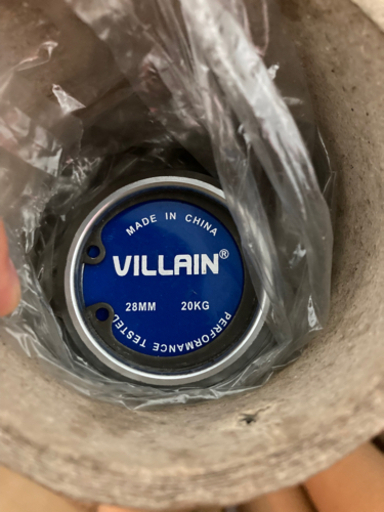 MADE IN CHINA
VILLAIN®
28MM 20KG
PERFORMANCE TESTED